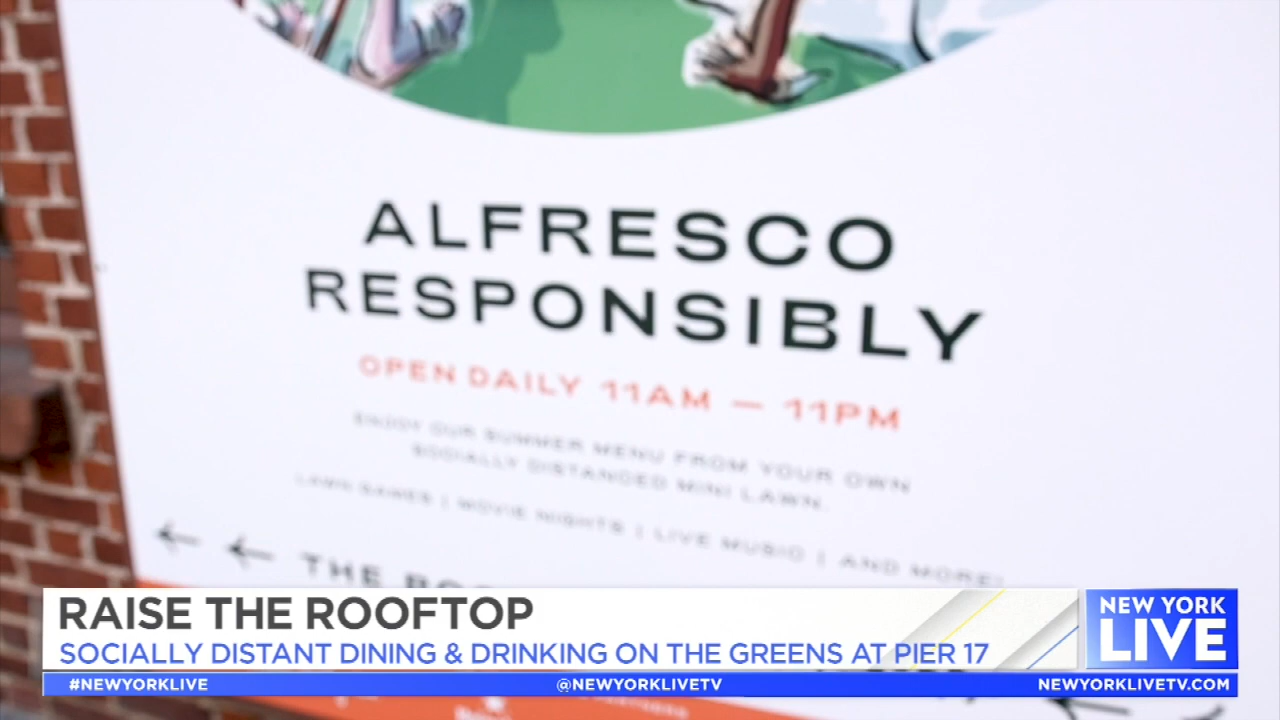 ALFRESCO
RESPONSIBLY
OPEN DAILY 11AM — 11PM
ENJOY OUR SUMMER MENU FROM YOUR OWN
SOCIALLY DISTANCED MINI LAWN.
LAWN GAMES | MOVIE NIGHTS | LIVE MUSIC | AND MORE!
← ← THE
RAISE THE ROOFTOP
SOCIALLY DISTANT DINING & DRINKING ON THE GREENS AT PIER 17
NEW YORK
LIVE
#NEWYORKLIVE @NEWYORKLIVETV NEWYORKLIVETV.COM